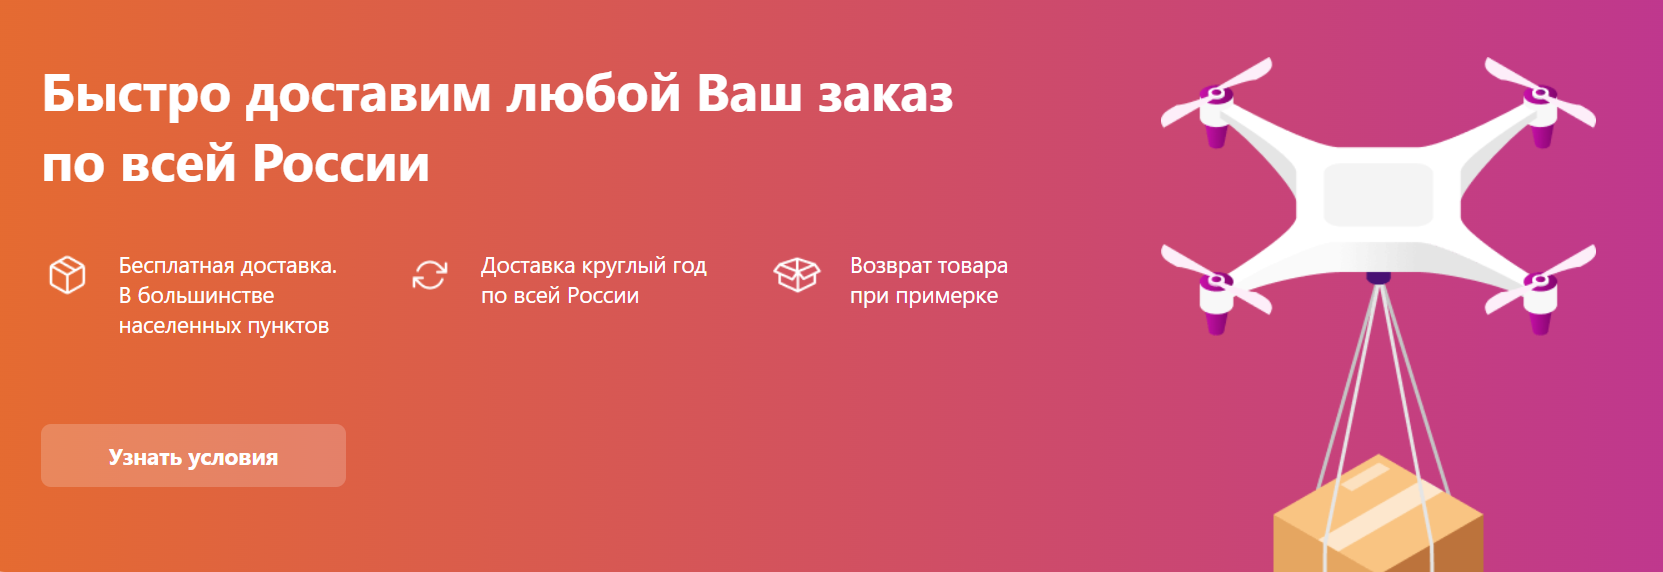 Быстро доставим любой Ваш заказ
по всей России
Бесплатная доставка.
В большинстве
населенных пунктов
Доставка круглый год
по всей России
Возврат товара
при примерке
Узнать условия